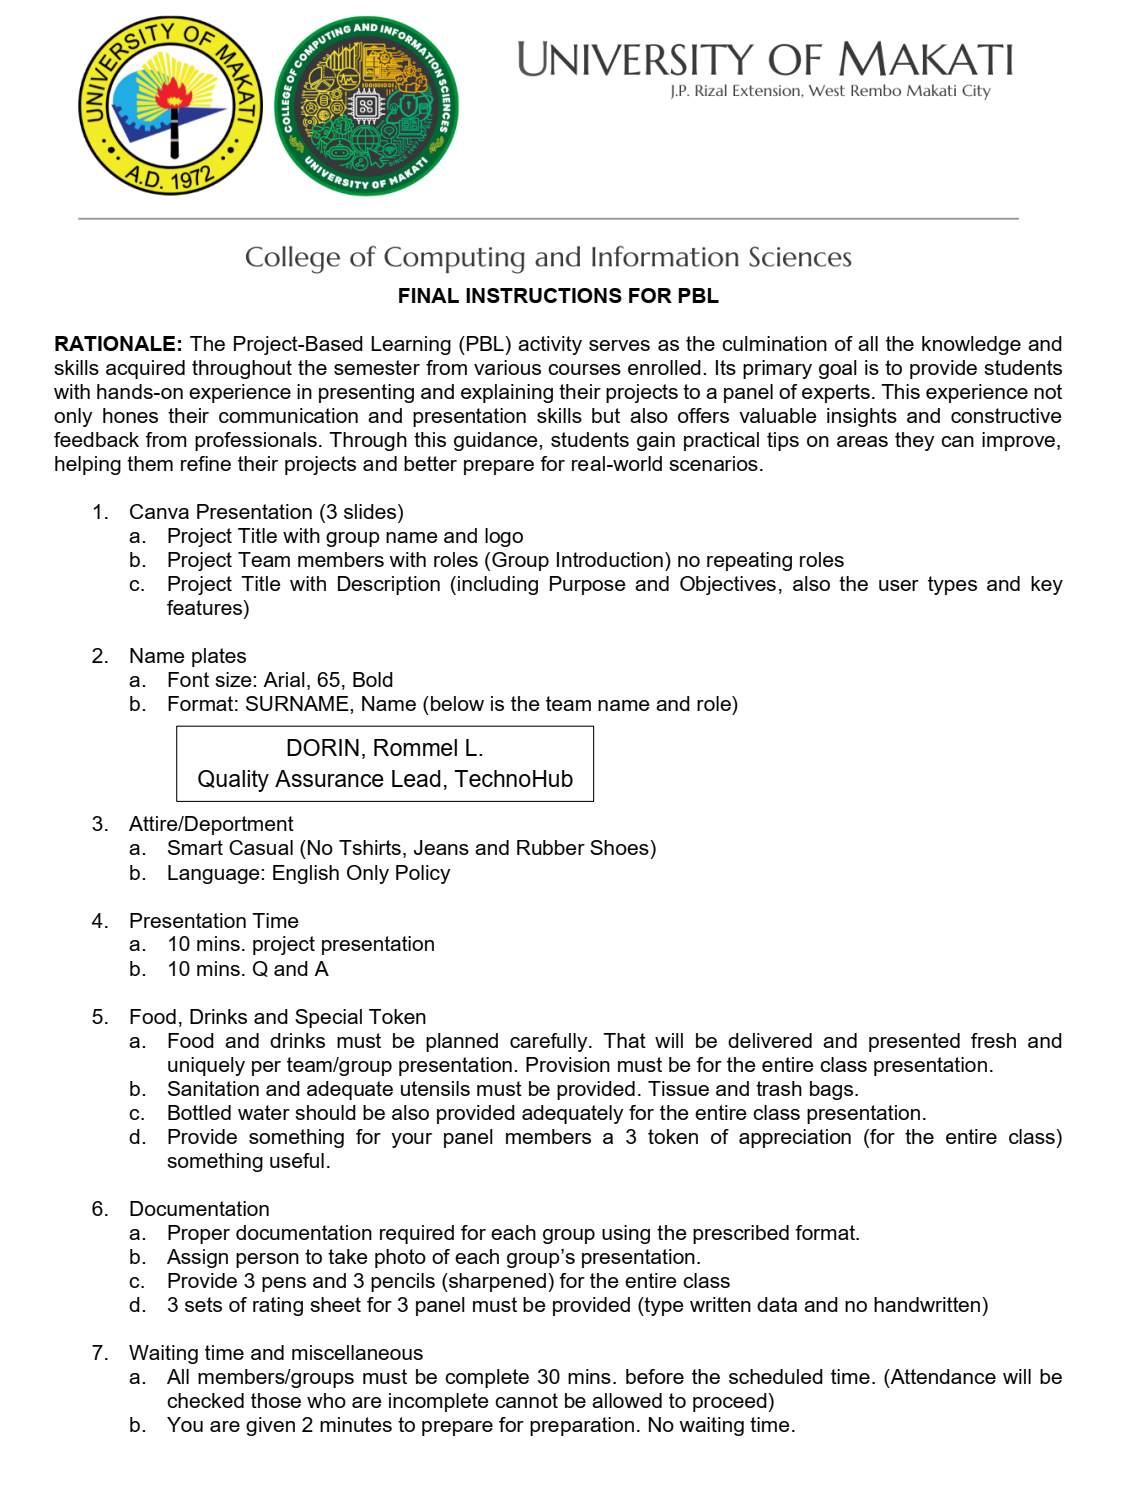 UNIVERSITY OF MAKATI
A.D. 1972
COLLEGE OF COMPUTING AND INFORMATION SCIENCES
UNIVERSITY OF MAKATI
UNIVERSITY OF MAKATI
J.P. Rizal Extension, West Rembo Makati City
College of Computing and Information Sciences
FINAL INSTRUCTIONS FOR PBL
RATIONALE: The Project-Based Learning (PBL) activity serves as the culmination of all the knowledge and
skills acquired throughout the semester from various courses enrolled. Its primary goal is to provide students
with hands-on experience in presenting and explaining their projects to a panel of experts. This experience not
only hones their communication and presentation skills but also offers valuable insights and constructive
feedback from professionals. Through this guidance, students gain practical tips on areas they can improve,
helping them refine their projects and better prepare for real-world scenarios.
1. Canva Presentation (3 slides)
a. Project Title with group name and logo
b. Project Team members with roles (Group Introduction) no repeating roles
c. Project Title with Description (including Purpose and Objectives, also the user types and key
features)
2. Name plates
a. Font size: Arial, 65, Bold
b. Format: SURNAME, Name (below is the team name and role)
DORIN, Rommel L.
Quality Assurance Lead, TechnoHub
3. Attire/Deportment
a. Smart Casual (No Tshirts, Jeans and Rubber Shoes)
b. Language: English Only Policy
4. Presentation Time
a. 10 mins. project presentation
b. 10 mins. Q and A
5. Food, Drinks and Special Token
a. Food and drinks must be planned carefully. That will be delivered and presented fresh and
uniquely per team/group presentation. Provision must be for the entire class presentation.
b. Sanitation and adequate utensils must be provided. Tissue and trash bags.
c. Bottled water should be also provided adequately for the entire class presentation.
d. Provide something for your panel members a 3 token of appreciation (for the entire class)
something useful.
6. Documentation
a. Proper documentation required for each group using the prescribed format.
b. Assign person to take photo of each group’s presentation.
c. Provide 3 pens and 3 pencils (sharpened) for the entire class
d. 3 sets of rating sheet for 3 panel must be provided (type written data and no handwritten)
7. Waiting time and miscellaneous
a. All members/groups must be complete 30 mins. before the scheduled time. (Attendance will be
checked those who are incomplete cannot be allowed to proceed)
b. You are given 2 minutes to prepare for preparation. No waiting time.